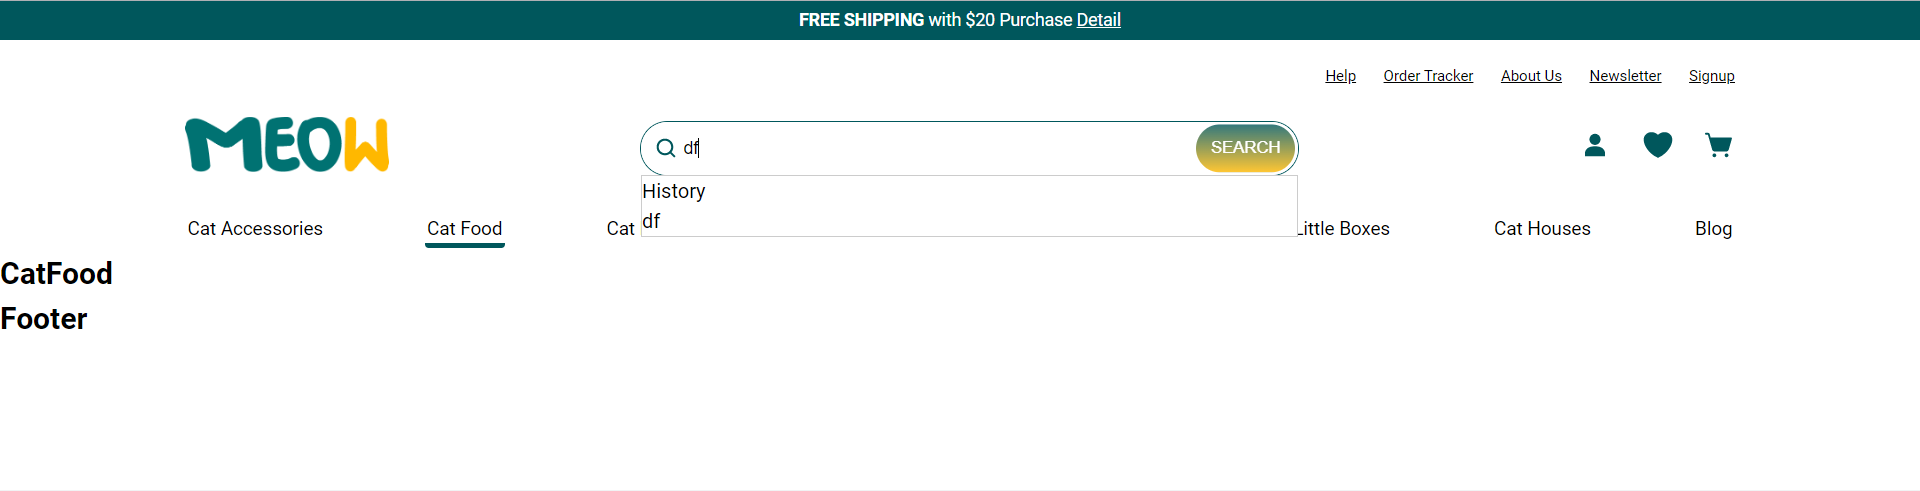 FREE SHIPPING with $20 Purchase Detail
Help Order Tracker About Us Newsletter Signup
MEOW
df SEARCH
History
df
Cat Accessories Cat Food Cat Little Boxes Cat Houses Blog
CatFood
Footer